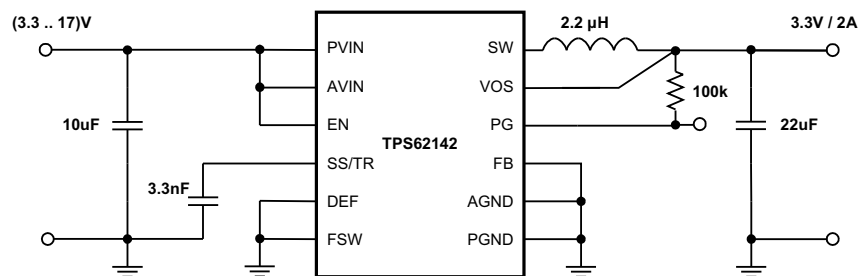 (3.3 .. 17)V
2.2 µH
3.3V / 2A
PVIN
SW
AVIN
VOS
100k
10uF
EN
PG
22uF
TPS62142
SS/TR
FB
3.3nF
DEF
AGND
FSW
PGND